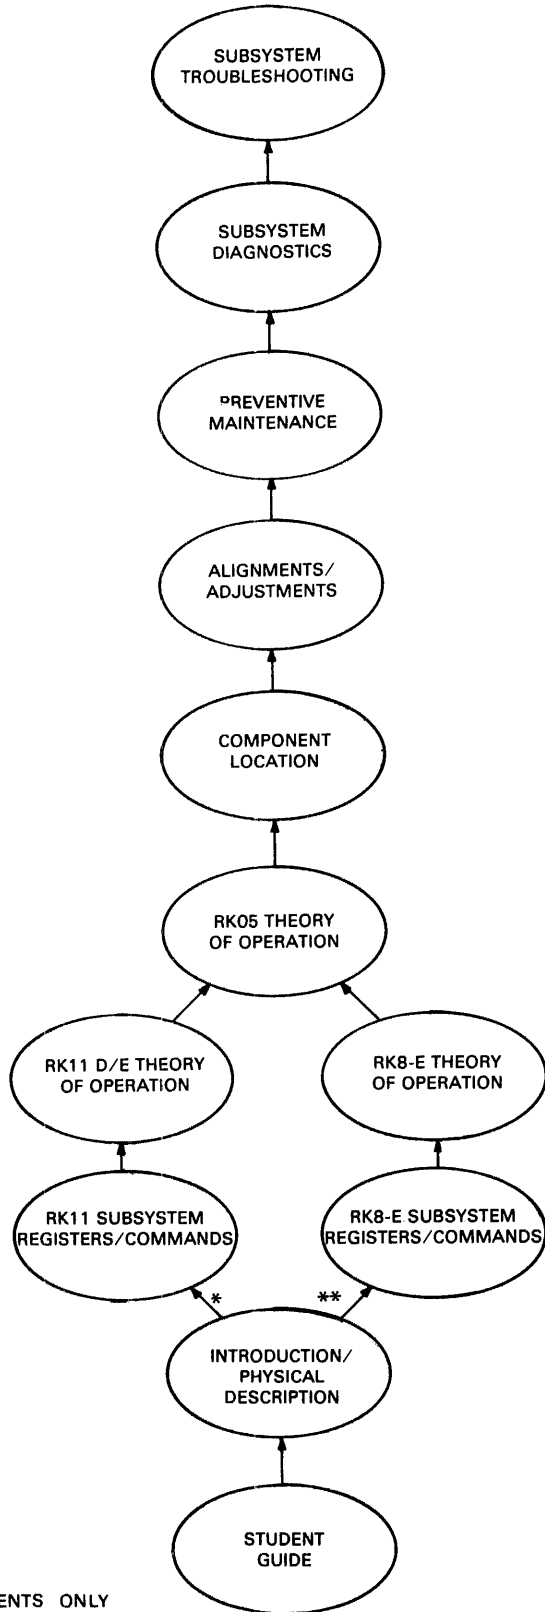 SUBSYSTEM
TROUBLESHOOTING
SUBSYSTEM
DIAGNOSTICS
PREVENTIVE
MAINTENANCE
ALIGNMENTS/
ADJUSTMENTS
COMPONENT
LOCATION
RK05 THEORY
OF OPERATION
RK11 D/E THEORY
OF OPERATION
RK8-E THEORY
OF OPERATION
RK11 SUBSYSTEM
REGISTERS/COMMANDS
RK8-E SUBSYSTEM
REGISTERS/COMMANDS
*
**
INTRODUCTION/
PHYSICAL
DESCRIPTION
STUDENT
GUIDE
ONLY